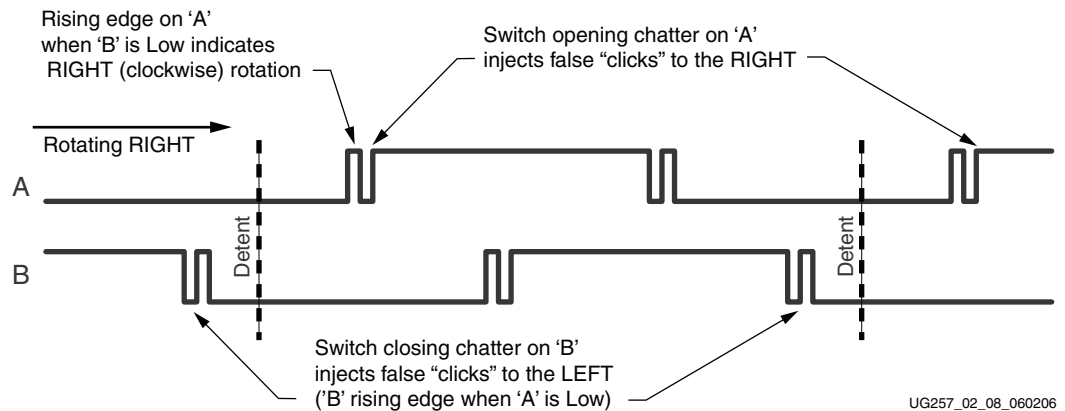 Rising edge on ‘A’
when ‘B’ is Low indicates
RIGHT (clockwise) rotation
Switch opening chatter on ‘A’
injects false “clicks” to the RIGHT
Rotating RIGHT
A
Detent
Detent
B
Switch closing chatter on ‘B’
injects false “clicks” to the LEFT
(’B’ rising edge when ‘A’ is Low)
UG257_02_08_060206